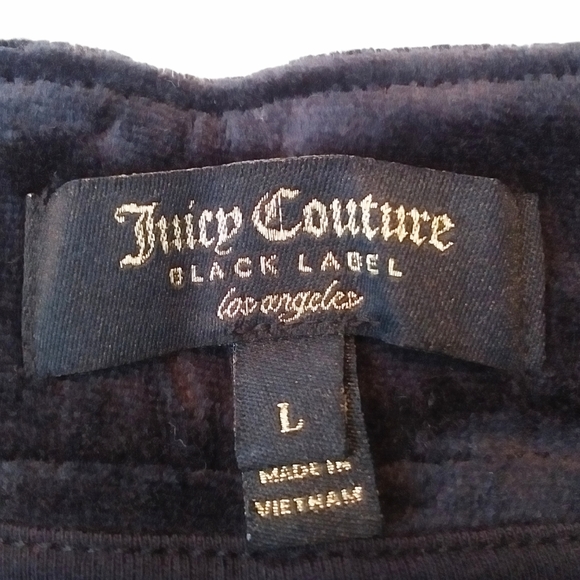 Juicy Couture
BLACK LABEL
los angeles
L
MADE IN
VIETNAM